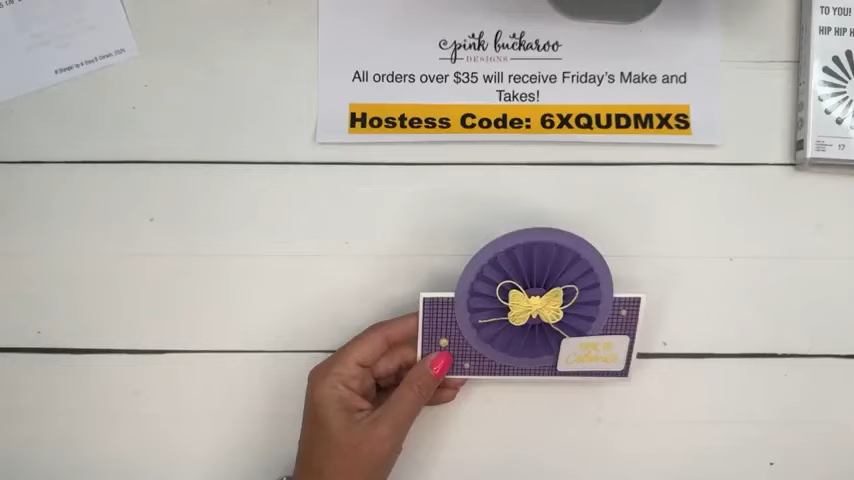 TO YOU!
HIP HIP H
pink buckaroo
DESIGNS
All orders over $35 will receive Friday's Make and
Takes!
Hostess Code: 6XQUDMXS
17